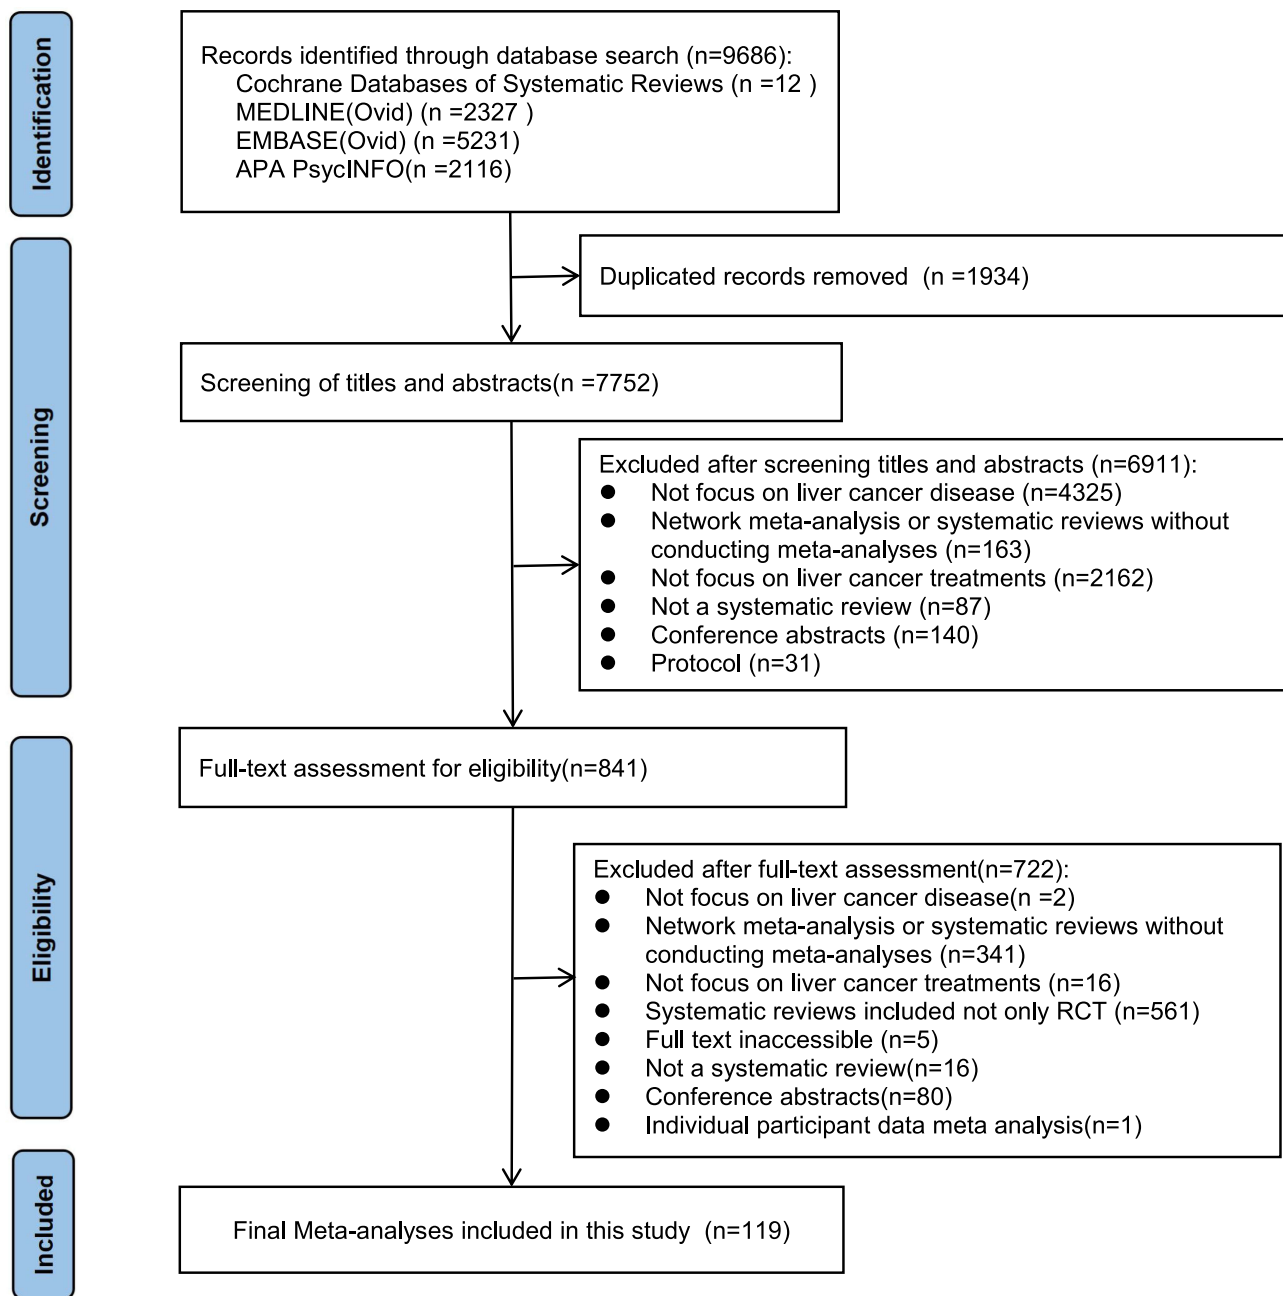 Identification
Records identified through database search (n=9686):
Cochrane Databases of Systematic Reviews (n =12 )
MEDLINE(Ovid) (n =2327 )
EMBASE(Ovid) (n =5231)
APA PsycINFO(n =2116)
Screening
Duplicated records removed (n =1934)
Screening of titles and abstracts(n =7752)
Excluded after screening titles and abstracts (n=6911):
● Not focus on liver cancer disease (n=4325)
● Network meta-analysis or systematic reviews without
conducting meta-analyses (n=163)
● Not focus on liver cancer treatments (n=2162)
● Not a systematic review (n=87)
● Conference abstracts (n=140)
● Protocol (n=31)
Eligibility
Full-text assessment for eligibility(n=841)
Excluded after full-text assessment(n=722):
● Not focus on liver cancer disease(n =2)
● Network meta-analysis or systematic reviews without
conducting meta-analyses (n=341)
● Not focus on liver cancer treatments (n=16)
● Systematic reviews included not only RCT (n=561)
● Full text inaccessible (n=5)
● Not a systematic review(n=16)
● Conference abstracts(n=80)
● Individual participant data meta analysis(n=1)
Included
Final Meta-analyses included in this study (n=119)